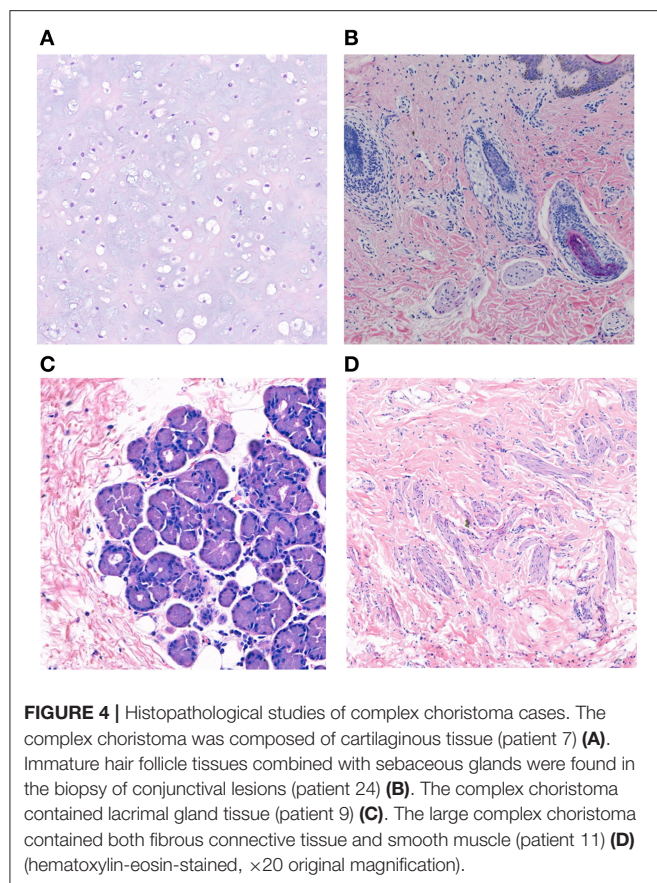 A
B
C
D
FIGURE 4 | Histopathological studies of complex choristoma cases. The
complex choristoma was composed of cartilaginous tissue (patient 7) (A).
Immature hair follicle tissues combined with sebaceous glands were found in
the biopsy of conjunctival lesions (patient 24) (B). The complex choristoma
contained lacrimal gland tissue (patient 9) (C). The large complex choristoma
contained both fibrous connective tissue and smooth muscle (patient 11) (D)
(hematoxylin-eosin-stained, ×20 original magnification).